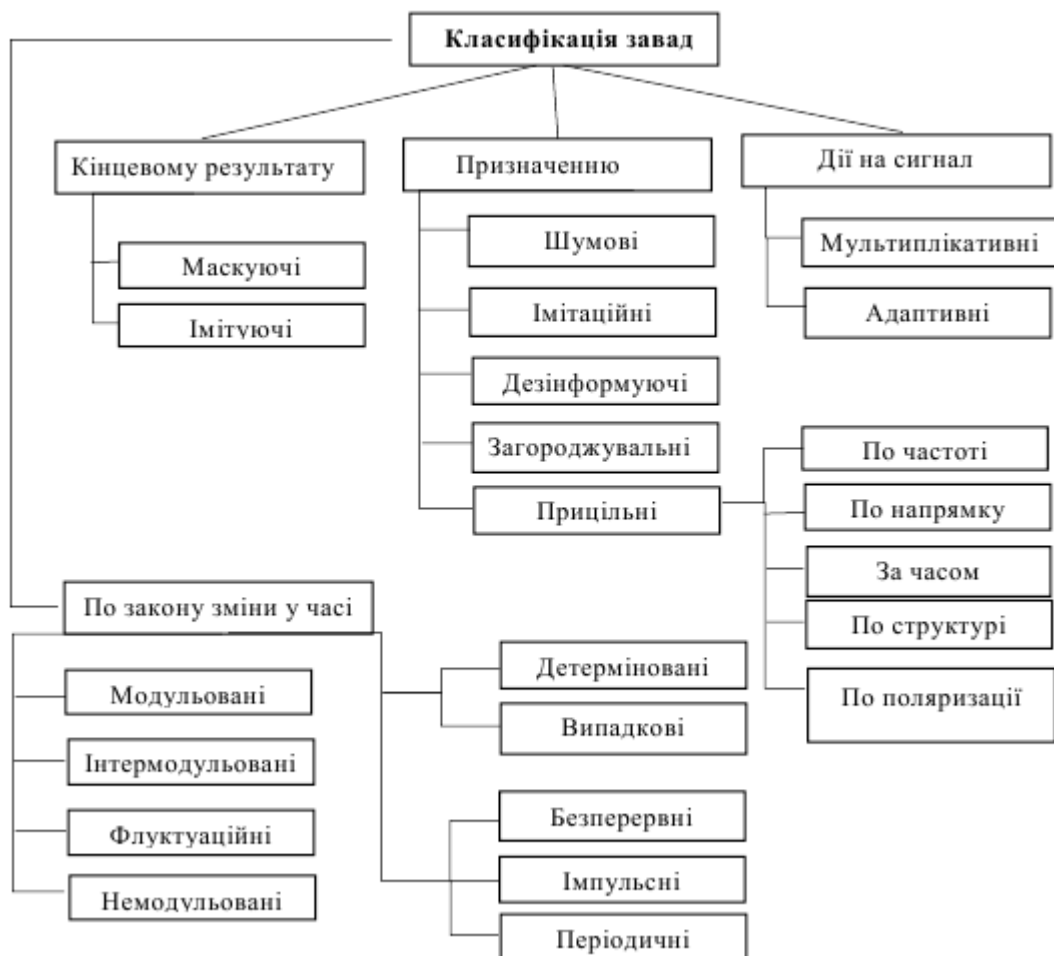 Класифікація завад
Кінцевому результату
Маскуючі
Імітуючі
Призначенню
Шумові
Імітаційні
Дезінформуючі
Загороджувальні
Прицільні
По частоті
По напрямку
За часом
По структурі
По поляризації
Дії на сигнал
Мультиплікативні
Адаптивні
По закону зміни у часі
Модульовані
Інтермодульовані
Флуктуаційні
Немодульовані
Детерміновані
Випадкові
Безперервні
Імпульсні
Періодичні